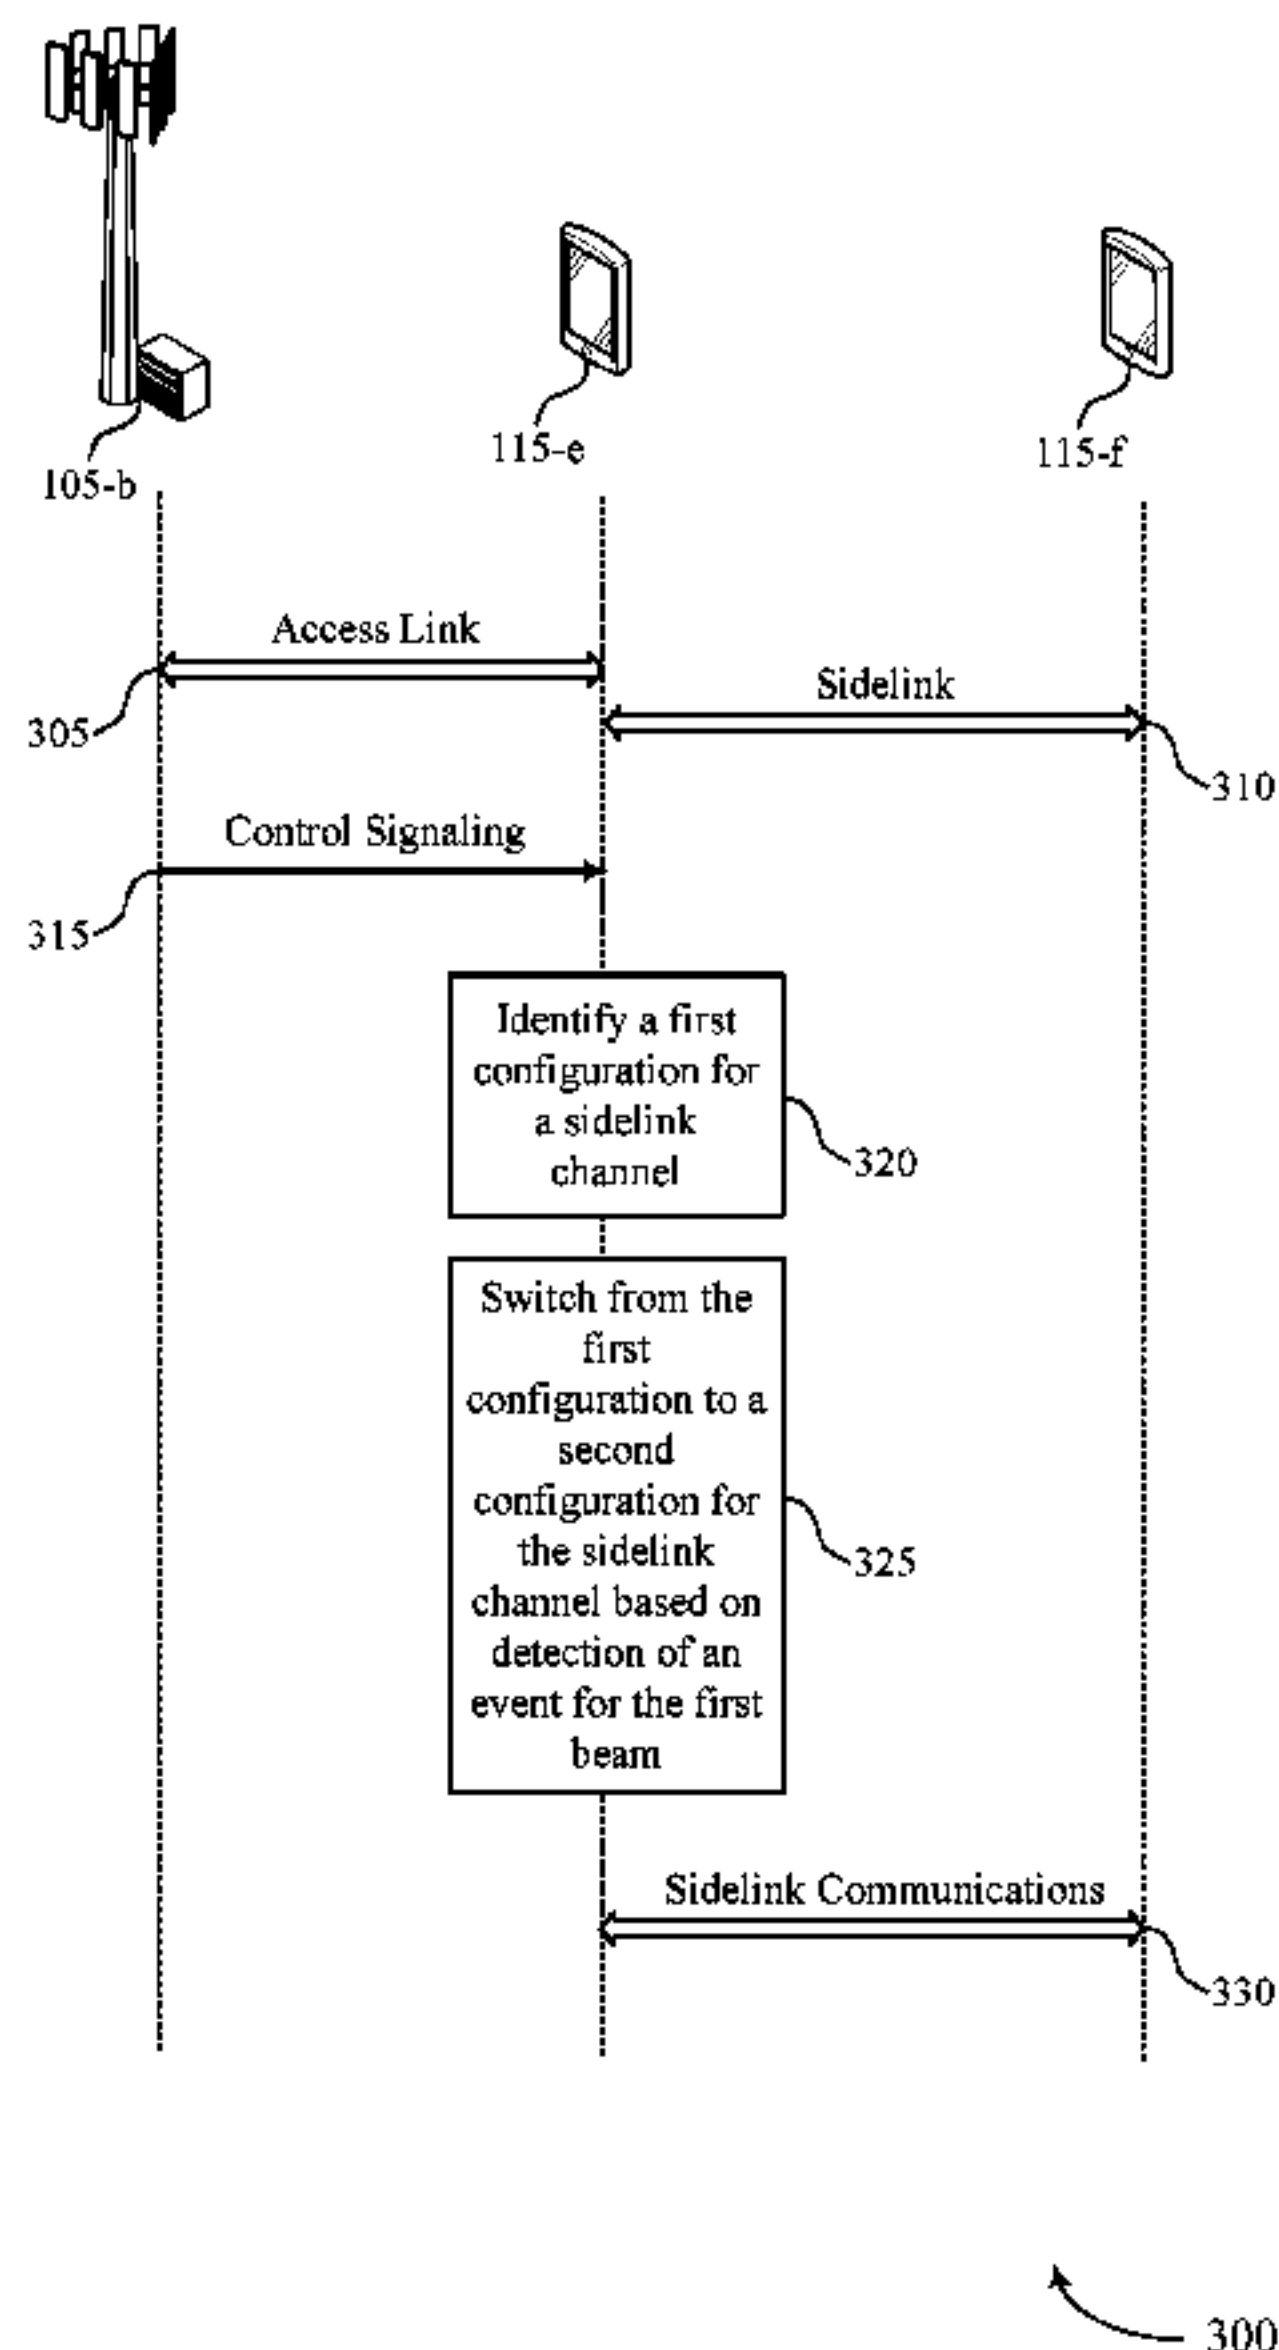 115-e
115-f
105-b
Access Link
Sidelink
305
310
Control Signaling
315
Identify a first
configuration for
a sidelink
channel
320
Switch from the
first
configuration to a
second
configuration for
the sidelink
channel based on
detection of an
event for the first
beam
325
Sidelink Communications
330
300